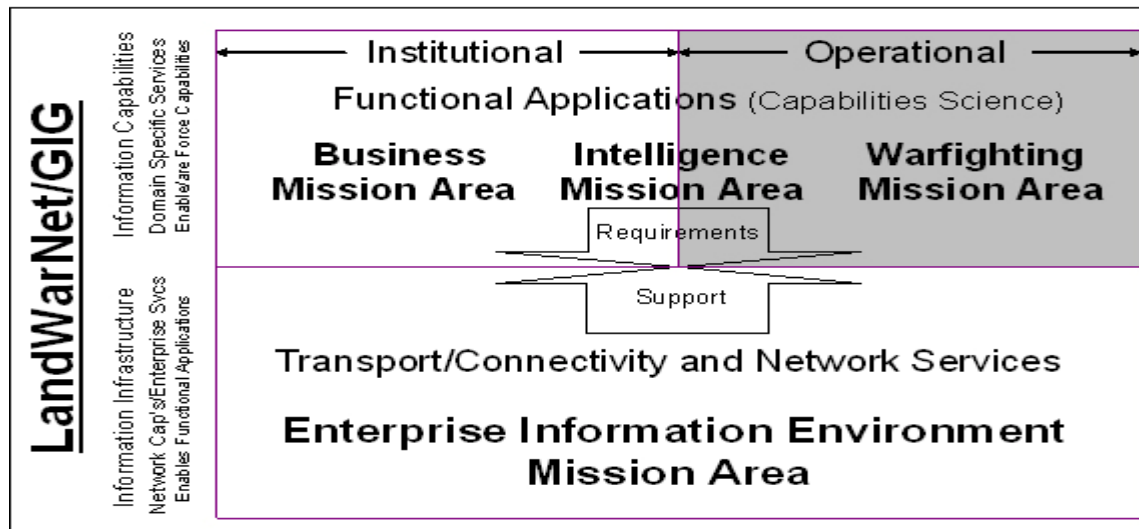 LandWarNet/GIG
Information Capabilities
Domain Specific Services
Enable/are Force Capabilities
Information Infrastructure
Network Cap's/Enterprise Svcs
Enables Functional Applications
Institutional
Operational
Functional Applications (Capabilities Science)
Business
Mission Area
Intelligence
Mission Area
Warfighting
Mission Area
Requirements
Support
Transport/Connectivity and Network Services
Enterprise Information Environment
Mission Area